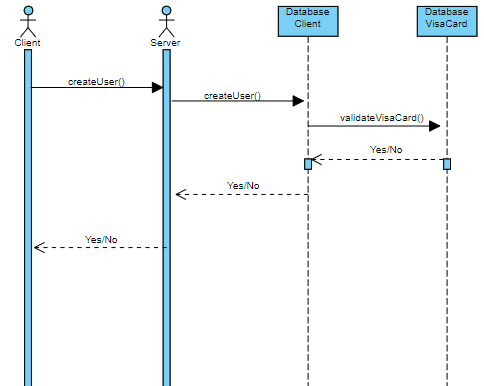 Database
Client
Database
VisaCard
Client
Server
createUser()
createUser()
validateVisaCard()
Yes/No
Yes/No
Yes/No